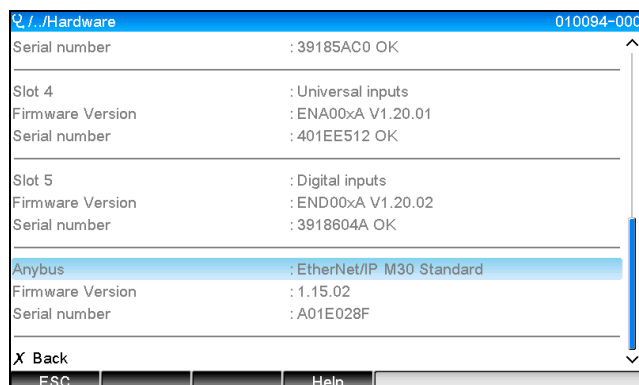 /../Hardware 010094-000
Serial number : 39185AC0 OK
Slot 4 : Universal inputs
Firmware Version : ENA00xA V1.20.01
Serial number : 401EE512 OK
Slot 5 : Digital inputs
Firmware Version : END00xA V1.20.02
Serial number : 3918604A OK
Anybus : EtherNet/IP M30 Standard
Firmware Version : 1.15.02
Serial number : A01E028F
X Back
ESC Help